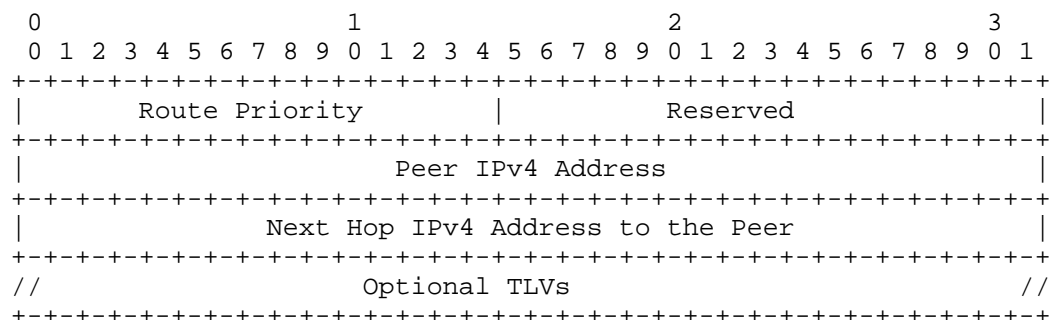 0                   1                   2                   3
 0 1 2 3 4 5 6 7 8 9 0 1 2 3 4 5 6 7 8 9 0 1 2 3 4 5 6 7 8 9 0 1
+-+-+-+-+-+-+-+-+-+-+-+-+-+-+-+-+-+-+-+-+-+-+-+-+-+-+-+-+-+-+-+-+
|       Route Priority        |          Reserved               |
+-+-+-+-+-+-+-+-+-+-+-+-+-+-+-+-+-+-+-+-+-+-+-+-+-+-+-+-+-+-+-+-+
|                       Peer IPv4 Address                       |
+-+-+-+-+-+-+-+-+-+-+-+-+-+-+-+-+-+-+-+-+-+-+-+-+-+-+-+-+-+-+-+-+
|               Next Hop IPv4 Address to the Peer               |
+-+-+-+-+-+-+-+-+-+-+-+-+-+-+-+-+-+-+-+-+-+-+-+-+-+-+-+-+-+-+-+-+
//                    Optional TLVs                            //
+-+-+-+-+-+-+-+-+-+-+-+-+-+-+-+-+-+-+-+-+-+-+-+-+-+-+-+-+-+-+-+-+